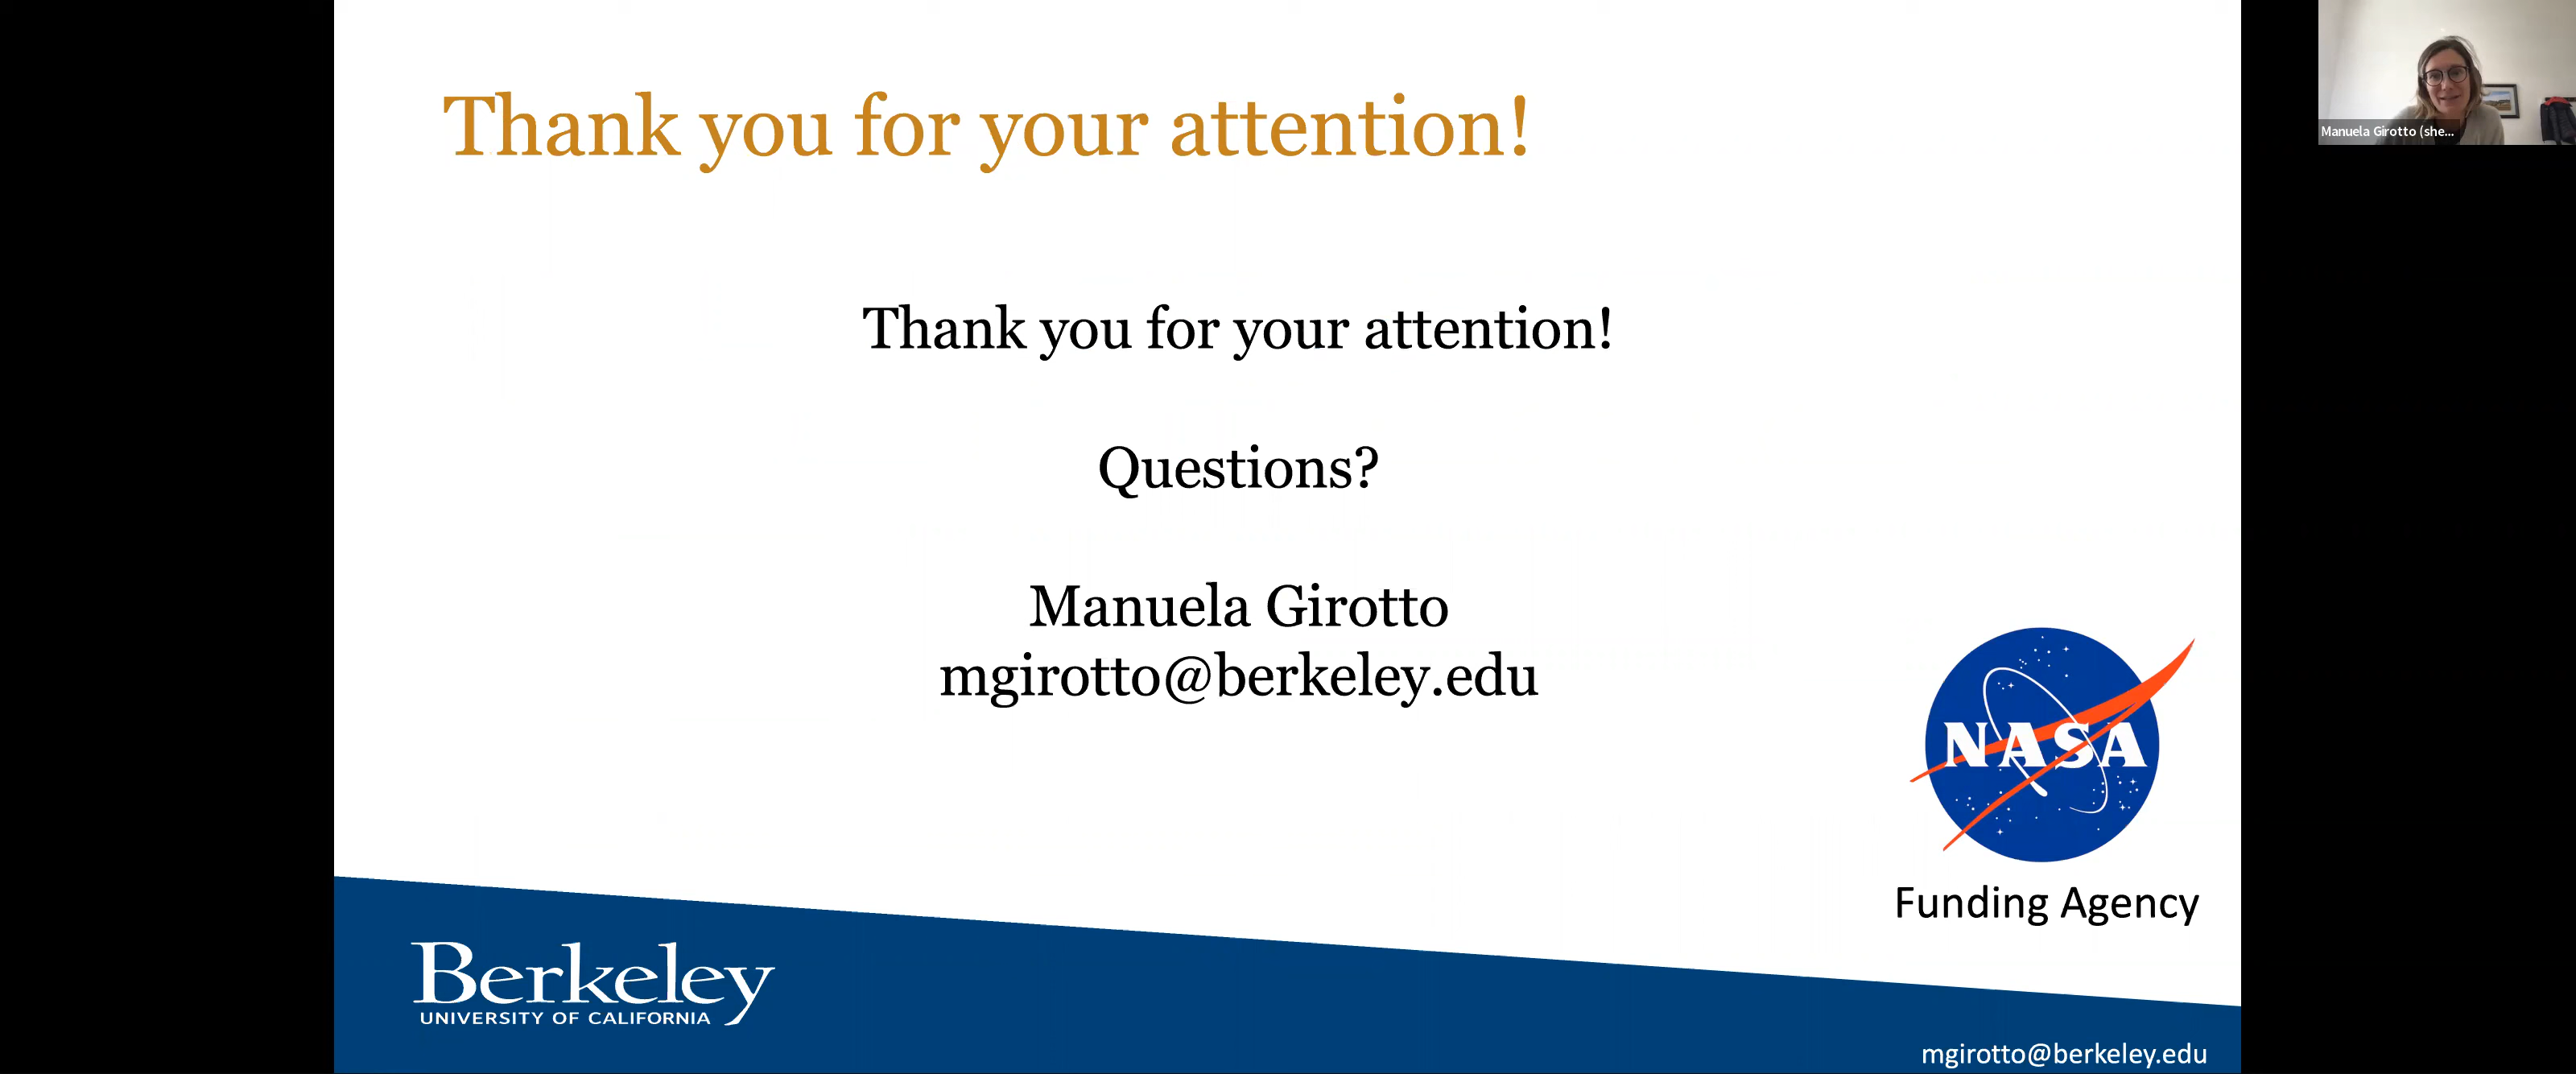 Thank you for your attention!
Manuela Girotto (she...
Thank you for your attention!
Questions?
Manuela Girotto
mgirotto@berkeley.edu
NASA
Funding Agency
Berkeley
UNIVERSITY OF CALIFORNIA
mgirotto@berkeley.edu